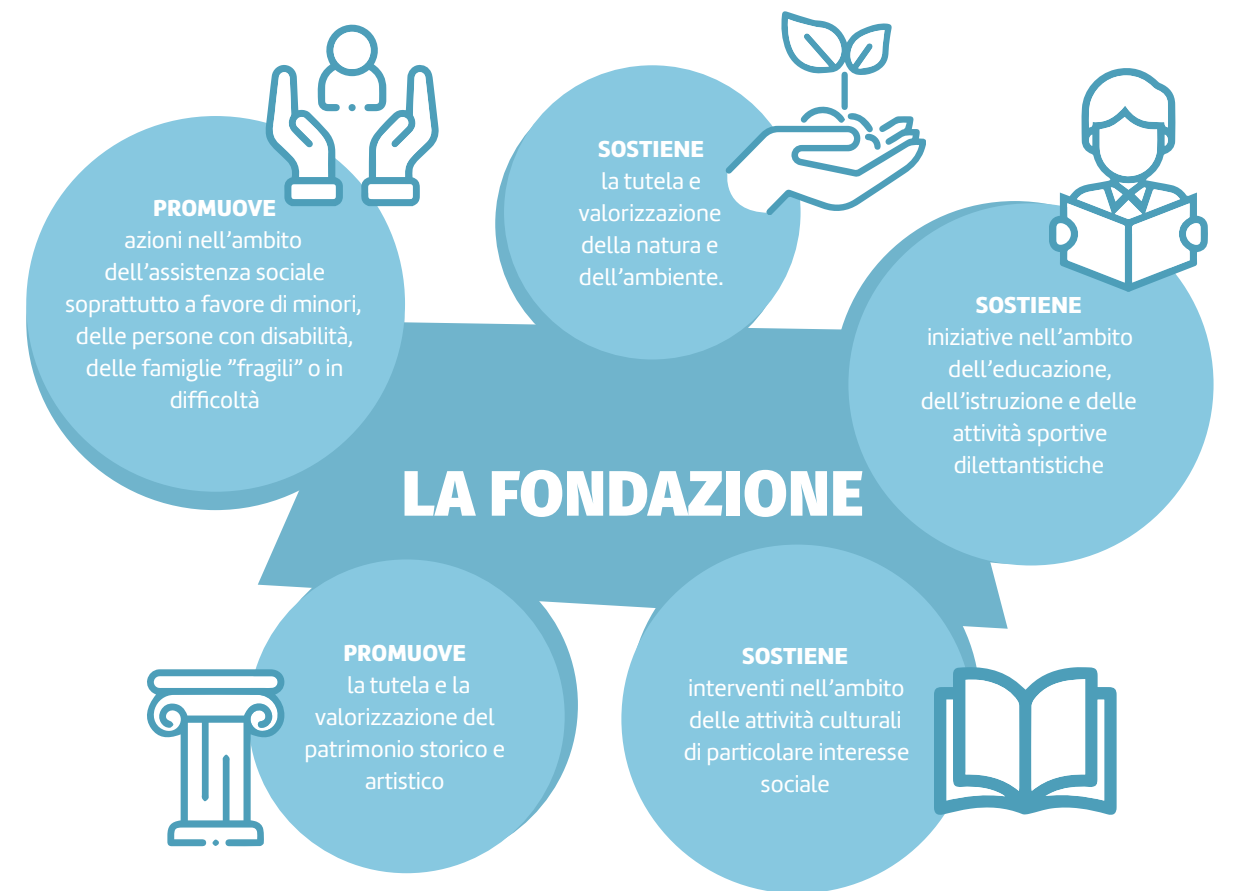 PROMUOVE
azioni nell'ambito
dell'assistenza sociale
soprattutto a favore di minori,
delle persone con disabilità,
delle famiglie ”fragili” o in
difficoltà
SOSTIENE
la tutela e
valorizzazione
della natura e
dell'ambiente.
SOSTIENE
iniziative nell'ambito
dell'educazione,
dell'istruzione e delle
attività sportive
dilettantistiche
LA FONDAZIONE
PROMUOVE
la tutela e la
valorizzazione del
patrimonio storico e
artistico
SOSTIENE
interventi nell'ambito
delle attività culturali
di particolare interesse
sociale